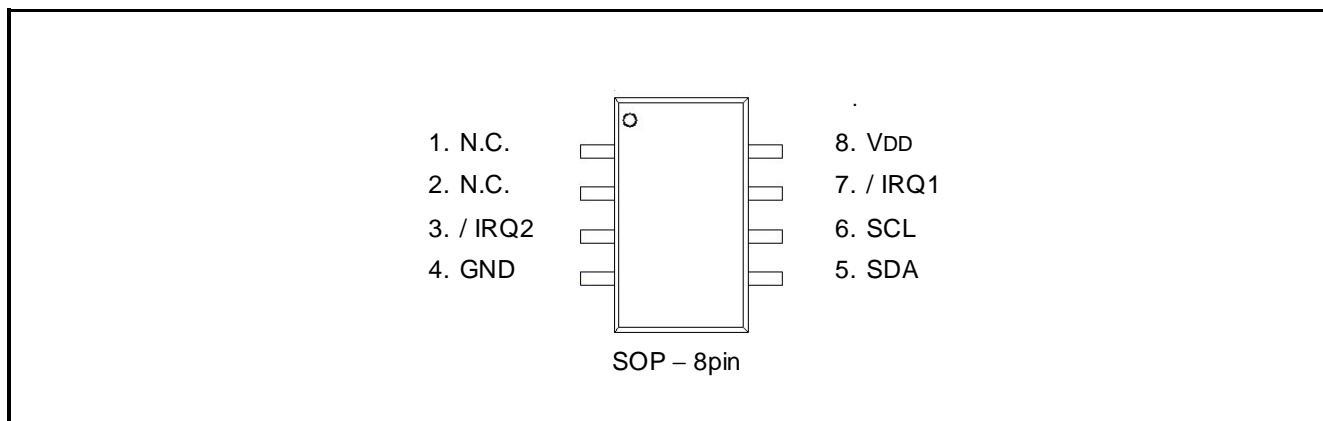 1. N.C.
2. N.C.
3. / IRQ2
4. GND
8. VDD
7. / IRQ1
6. SCL
5. SDA
SOP – 8pin